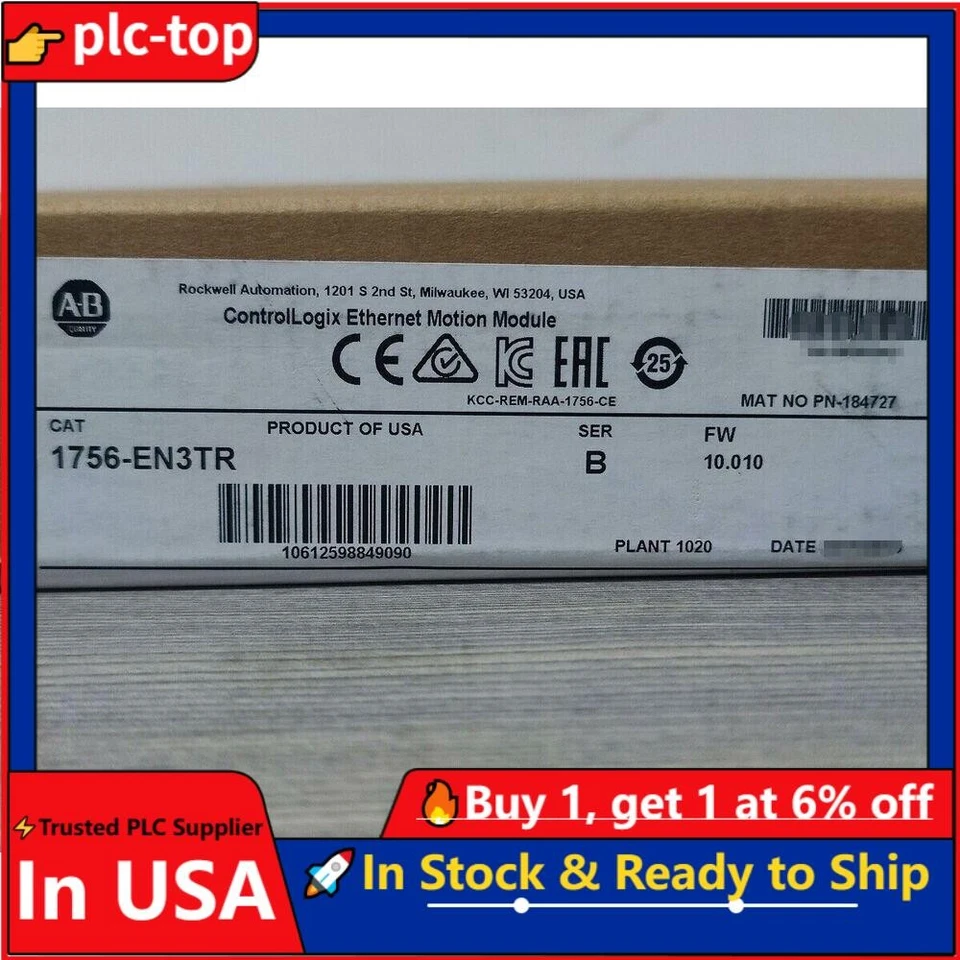 plc-top
Rockwell Automation, 1201 S 2nd St, Milwaukee, WI 53204, USA
A-B
QUALITY
ControlLogix Ethernet Motion Module
CE
KC
EAC
25
KCC-REM-RAA-1756-CE
MAT NO PN-184727
CAT
PRODUCT OF USA
SER
FW
1756-EN3TR
B
10.010
10612598849090
PLANT 1020
DATE
Buy 1, get 1 at 6% off
Trusted PLC Supplier
In USA
In Stock & Ready to Ship